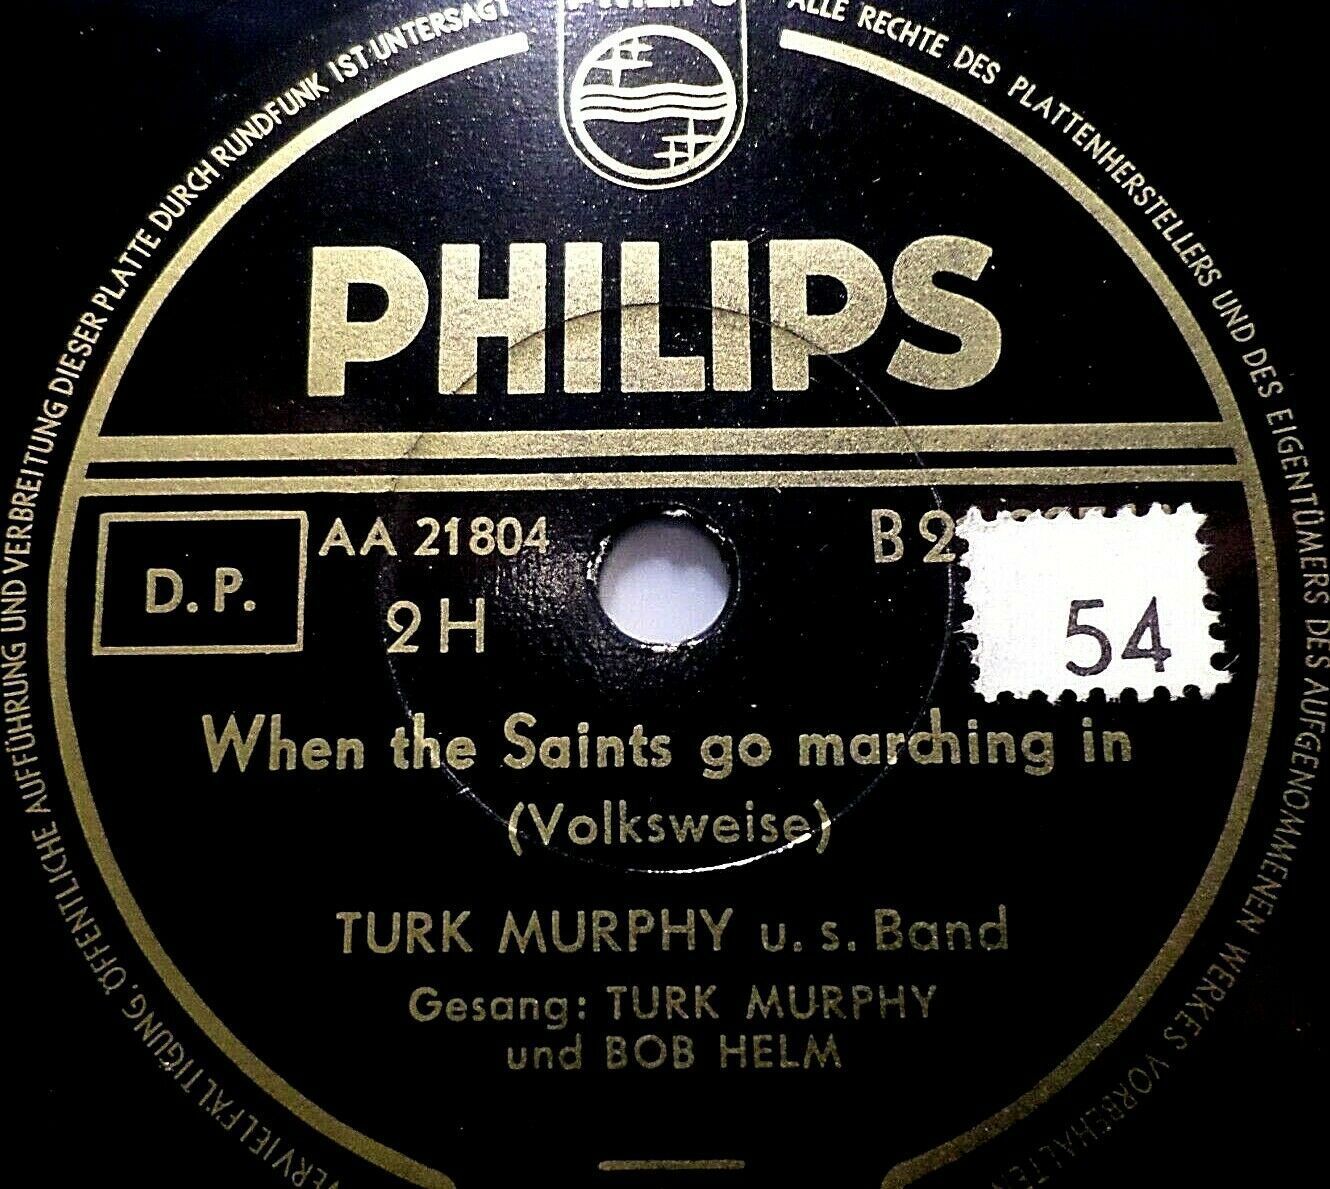 PHILIPS
ALLE RECHTE DES PLATTENHERSTELLERS UND DES EIGENTÜMERS DES AUFGENOMMENEN WERKES VORBEHALTEN
VERVIELFÄLTIGUNG, ÖFFENTLICHE AUFFÜHRUNG UND VERBREITUNG DIESER PLATTE DURCH RUNDFUNK IST UNTERSAGT
PHILIPS
D.P.
AA 21804
2H
B 2
54
When the Saints go marching in
(Volksweise)
TURK MURPHY u. s. Band
Gesang: TURK MURPHY
und BOB HELM